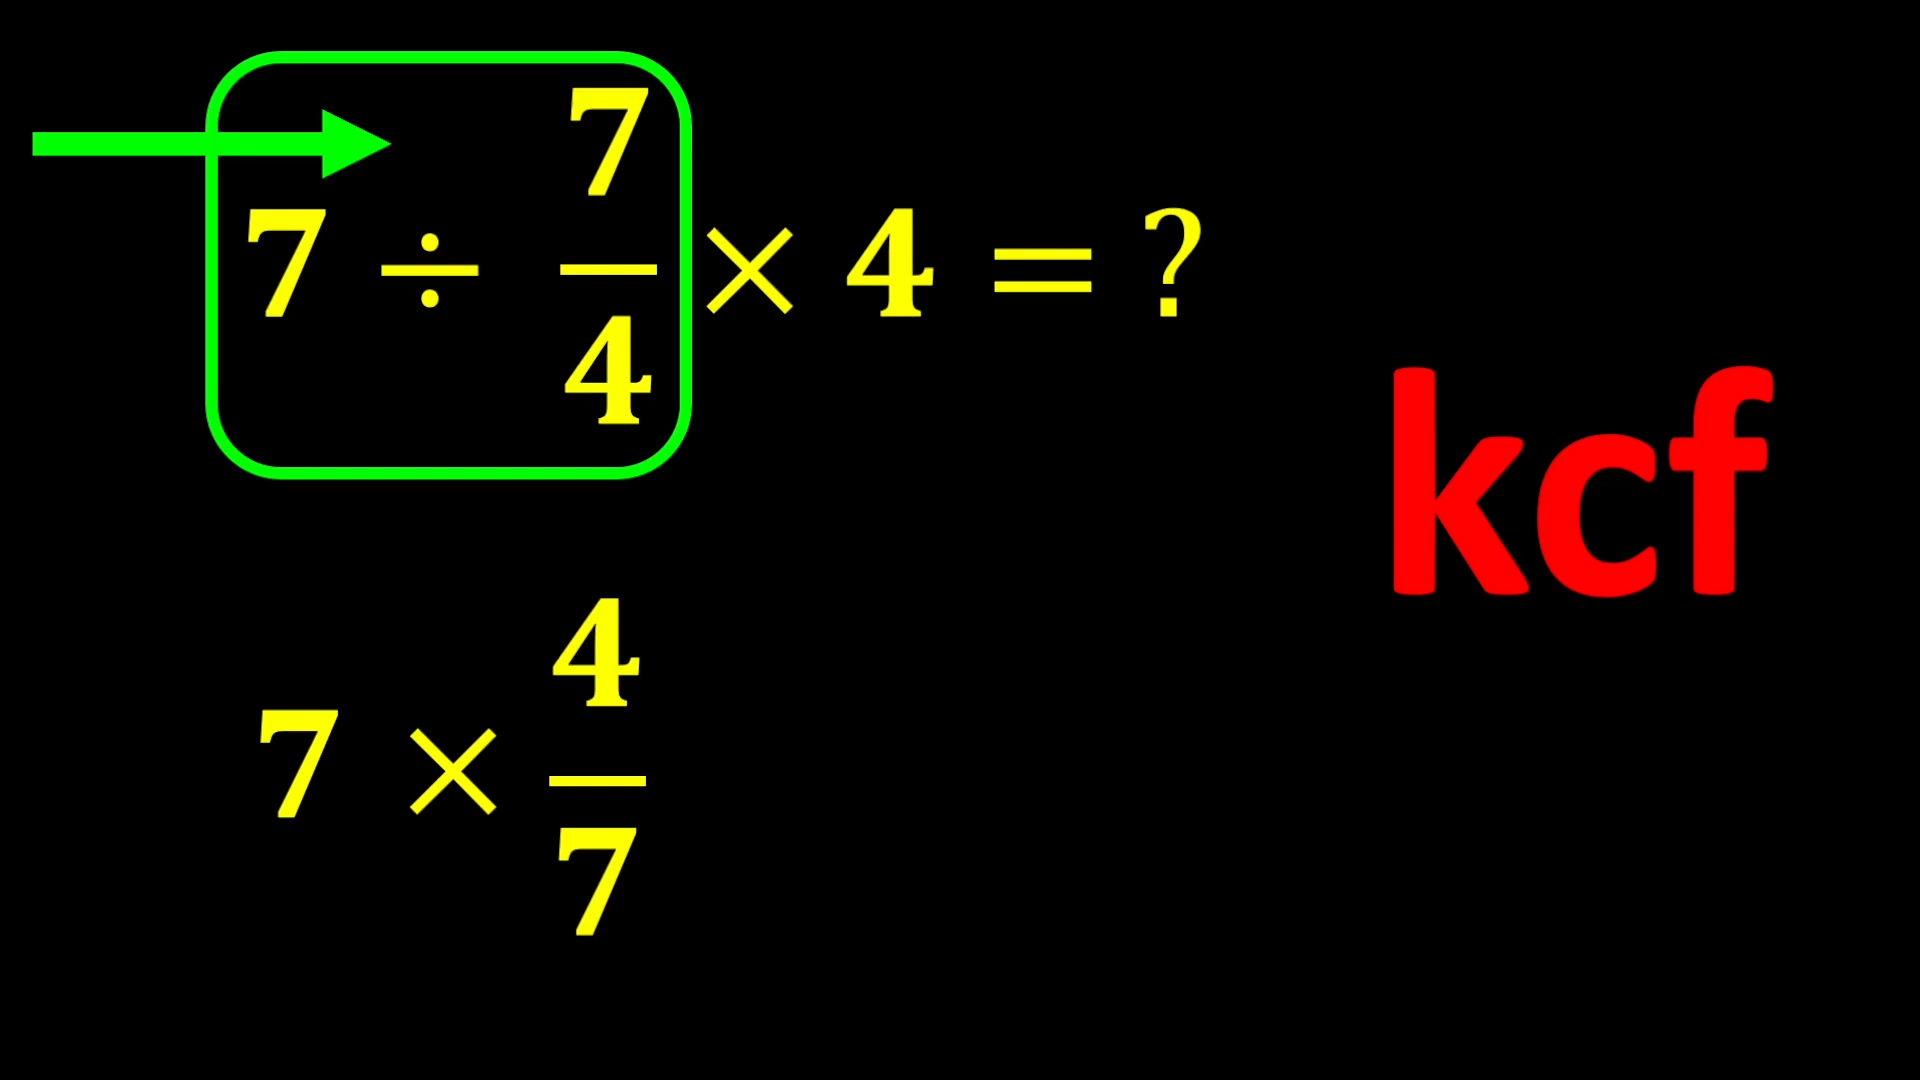 7 ÷ 7/4 × 4 = ?
kcf
7 × 4/7